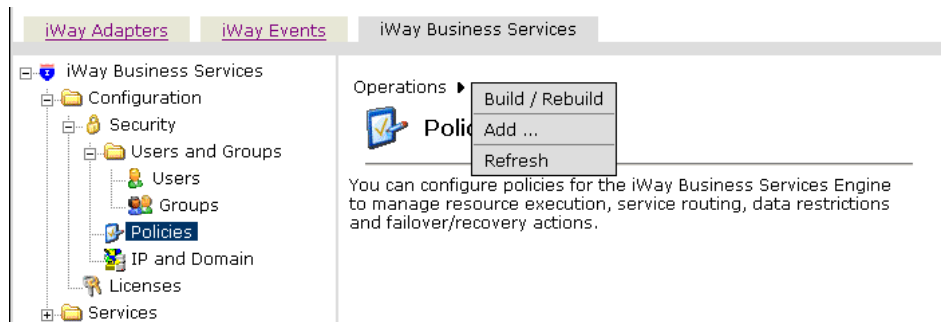 iWay Adapters
iWay Events
iWay Business Services
iWay Business Services
Configuration
Security
Users and Groups
Users
Groups
Policies
IP and Domain
Licenses
Services
Operations
Build / Rebuild
Add ...
Refresh
You can configure policies for the iWay Business Services Engine
to manage resource execution, service routing, data restrictions
and failover/recovery actions.